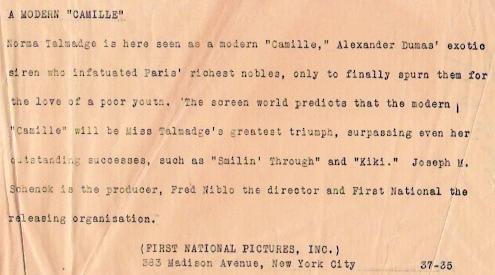 A MODERN "CAMILLE"
Norma Talmadge is here seen as a modern "Camille," Alexander Dumas' exotic
siren who infatuated Paris' richest nobles, only to finally spurn them for
the love of a poor youth. 'The screen world predicts that the modern
"Camille" will be Miss Talmadge's greatest triumph, surpassing even her
outstanding successes, such as "Smilin' Through" and "Kiki." Joseph M.
Schenck is the producer, Fred Niblo the director and First National the
releasing organisation.
(FIRST NATIONAL PICTURES, INC.)
383 Madison Avenue, New York City 37-35